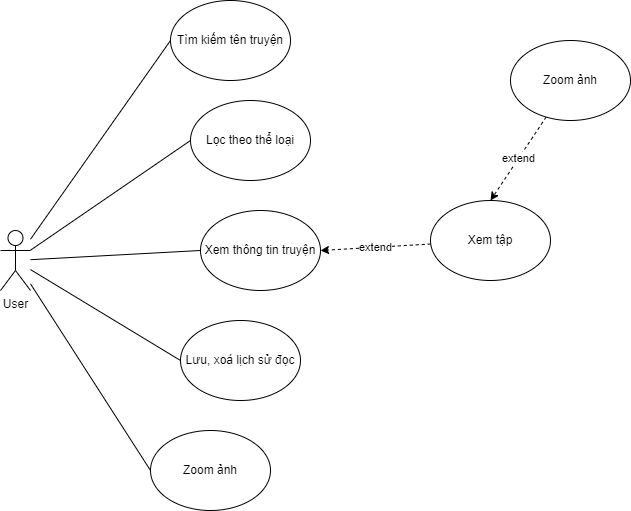 Tìm kiếm tên truyện
Zoom ảnh
Lọc theo thể loại
extend
Xem thông tin truyện
extend
Xem tập
User
Lưu, xoá lịch sử đọc
Zoom ảnh